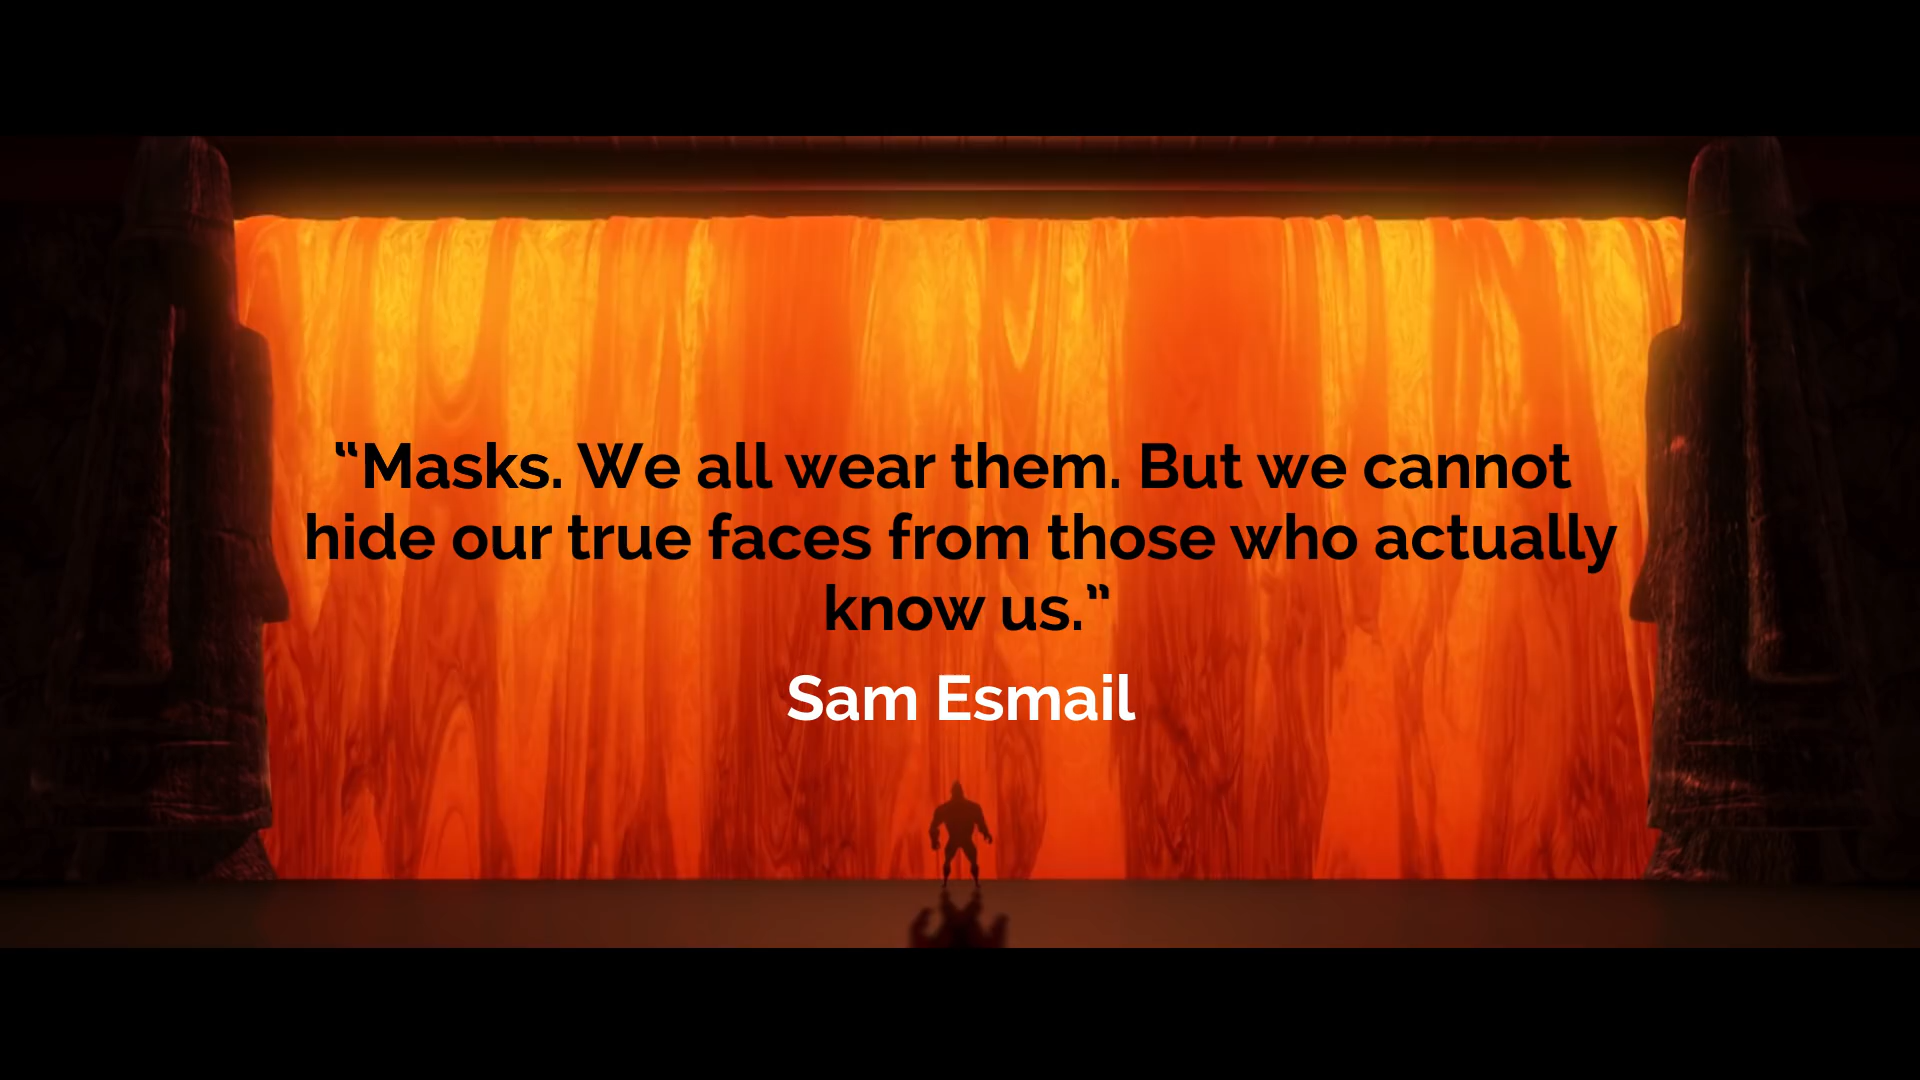 “Masks. We all wear them. But we cannot
hide our true faces from those who actually
know us.”
Sam Esmail